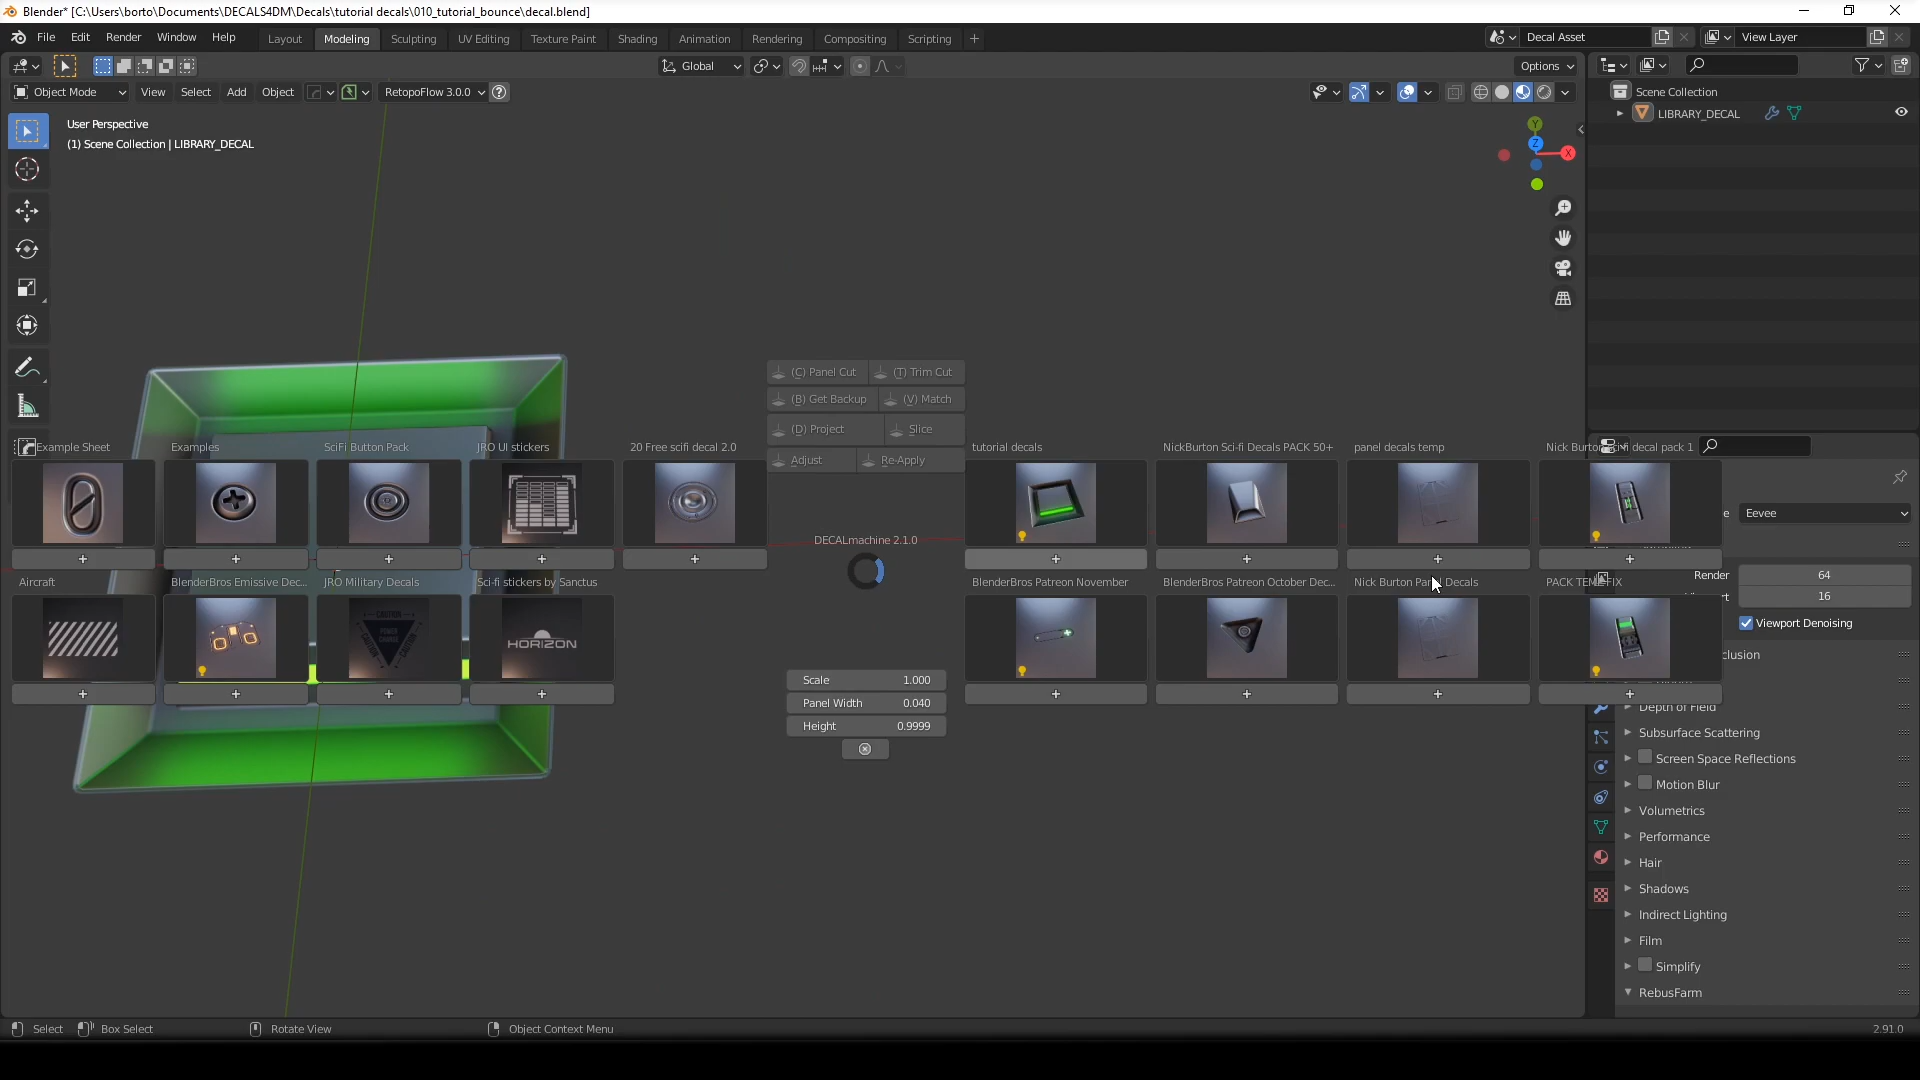 Blender* [C:\Users\borto\Documents\DECALS4DM\Decals\tutorial decals\010_tutorial_bounce\decal.blend]
File Edit Render Window Help
Layout Modeling Sculpting UV Editing Texture Paint Shading Animation Rendering Compositing Scripting +
Decal Asset
View Layer
Global
Options
Object Mode View Select Add Object RetopoFlow 3.0.0
Scene Collection
LIBRARY_DECAL
User Perspective
(1) Scene Collection | LIBRARY_DECAL
Y
Z
X
(C) Panel Cut (T) Trim Cut
(B) Get Backup (V) Match
(D) Project Slice
Adjust Re-Apply
Example Sheet Examples SciFi Button Pack JRO UI stickers 20 Free scifi decal 2.0
tutorial decals NickBurton Sci-fi Decals PACK 50+ panel decals temp
Eevee
DECALmachine 2.1.0
Aircraft BlenderBros Emissive Dec... JRO Military Decals Sci-fi stickers by Sanctus
BlenderBros Patreon November BlenderBros Patreon October Dec... PACK TEMP FIX
Render 64
16
Viewport Denoising
CAUTION
POWER
HORIZON
Scale 1.000
Panel Width 0.040
Height 0.9999
Depth of Field
Subsurface Scattering
Screen Space Reflections
Motion Blur
Volumetrics
Performance
Hair
Shadows
Indirect Lighting
Film
Simplify
RebusFarm
Select Box Select Rotate View Object Context Menu
2.91.0